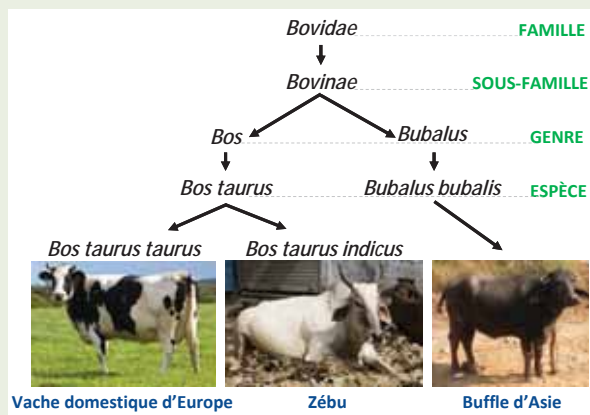 Bovidae FAMILLE
Bovinae SOUS-FAMILLE
Bos Bubalus GENRE
Bos taurus Bubalus bubalis ESPÈCE
Bos taurus taurus Bos taurus indicus
Vache domestique d'Europe Zébu Buffle d'Asie